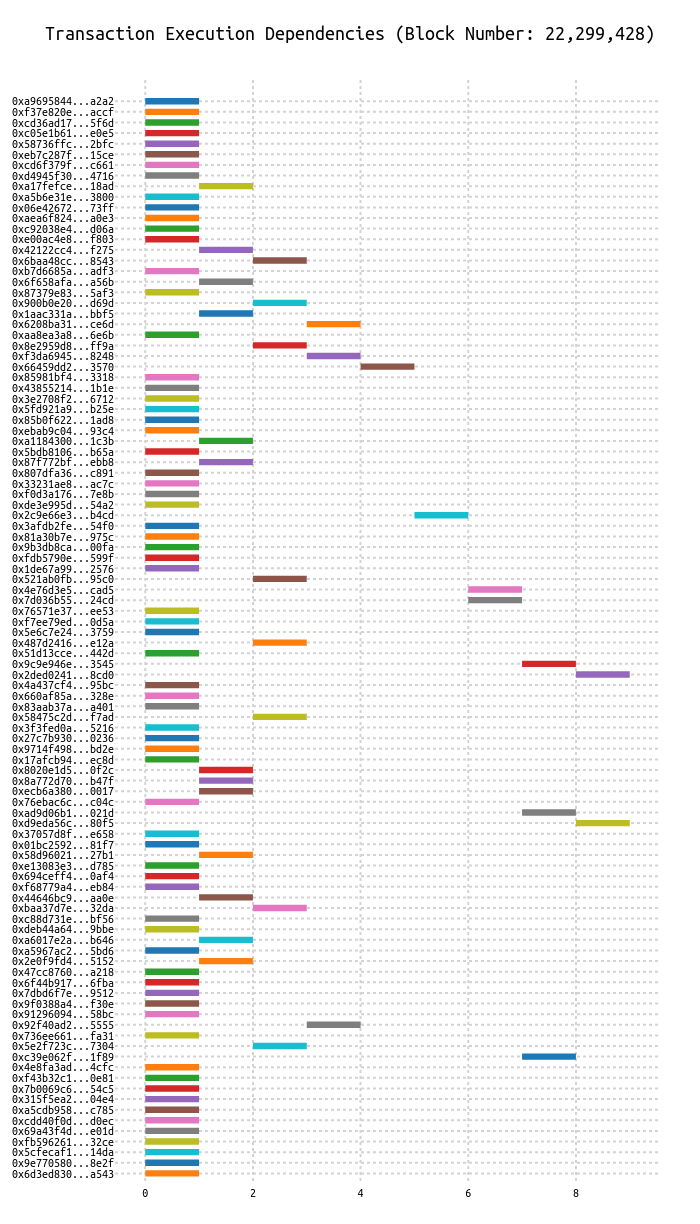 Transaction Execution Dependencies (Block Number: 22,299,428)
0xa9695844...a2a2
0xf37e820e...accf
0xcd36ad17...5f6d
0xc05e1b61...e0e5
0x58736ffc...2bfc
0xeb7c287f...15ce
0xcd6f379f...c661
0xd4945f30...4716
0xa17fefce...18ad
0xa5b6e31e...3800
0x06e42672...73ff
0xaea6f824...a0e3
0xc92038e4...d06a
0xe00ac4e8...f803
0x42122cc4...f275
0x6baa48cc...8543
0xb7d6685a...adf3
0x6f658afa...a56b
0x87379e83...5af3
0x900b0e20...d69d
0x1aac331a...bbf5
0x6208ba31...ce6d
0xaa8ea3a8...6e6b
0x8e2959d8...ff9a
0xf3da6945...8248
0x66459dd2...3570
0x85981bf4...3318
0x43855214...1b1e
0x3e2708f2...6712
0x5fd921a9...b25e
0x85b0f622...1ad8
0xebab9c04...93c4
0xa1184300...1c3b
0x5bdb8106...b65a
0x87f772bf...ebb8
0x807dfa36...c891
0x33231ae8...ac7c
0xf0d3a176...7e8b
0xde3e995d...54a2
0x2c9e66e3...b4cd
0x3afdb2fe...54f0
0x81a30b7e...975c
0x9b3db8ca...00fa
0xfdb5790e...599f
0x1de67a99...2576
0x521ab0fb...95c0
0x4e76d3e5...cad5
0x7d036b55...24cd
0x76571e37...ee53
0xf7ee79ed...0d5a
0x5e6c7e24...3759
0x487d2416...e12a
0x51d13cce...442d
0x9c9e946e...3545
0x2ded0241...8cd0
0x4a437cf4...95bc
0x660af85a...328e
0x83aab37a...a401
0x58475c2d...f7ad
0x3f3fed0a...5216
0x27c7b930...0236
0x9714f498...bd2e
0x17afcb94...ec8d
0x8020e1d5...0f2c
0x8a772d70...b47f
0xecb6a380...0017
0x76ebac6c...c04c
0xad9d06b1...021d
0xd9eda56c...80f5
0x37057d8f...e658
0x01bc2592...81f7
0x58d96021...27b1
0xe13083e3...d785
0x694ceff4...0af4
0xf68779a4...eb84
0x44646bc9...aa0e
0xbaa37d7e...32da
0xc88d731e...bf56
0xdeb44a64...9bbe
0xa6017e2a...b646
0xa5967ac2...5bd6
0x2e0f9fd4...5152
0x47cc8760...a218
0x6f44b917...6fba
0x7dbd6f7e...9512
0x9f0388a4...f30e
0x91296094...58bc
0x92f40ad2...5555
0x736ee661...fa31
0x5e2f723c...7304
0xc39e062f...1f89
0x4e8fa3ad...4cfc
0xf43b32c1...0e81
0x7b0069c6...54c5
0x315f5ea2...04e4
0xa5cdb958...c785
0xcdd40f0d...d0ec
0x69a43f4d...e01d
0xfb596261...32ce
0x5cfecaf1...14da
0x9e770580...8e2f
0x6d3ed830...a543
0 2 4 6 8